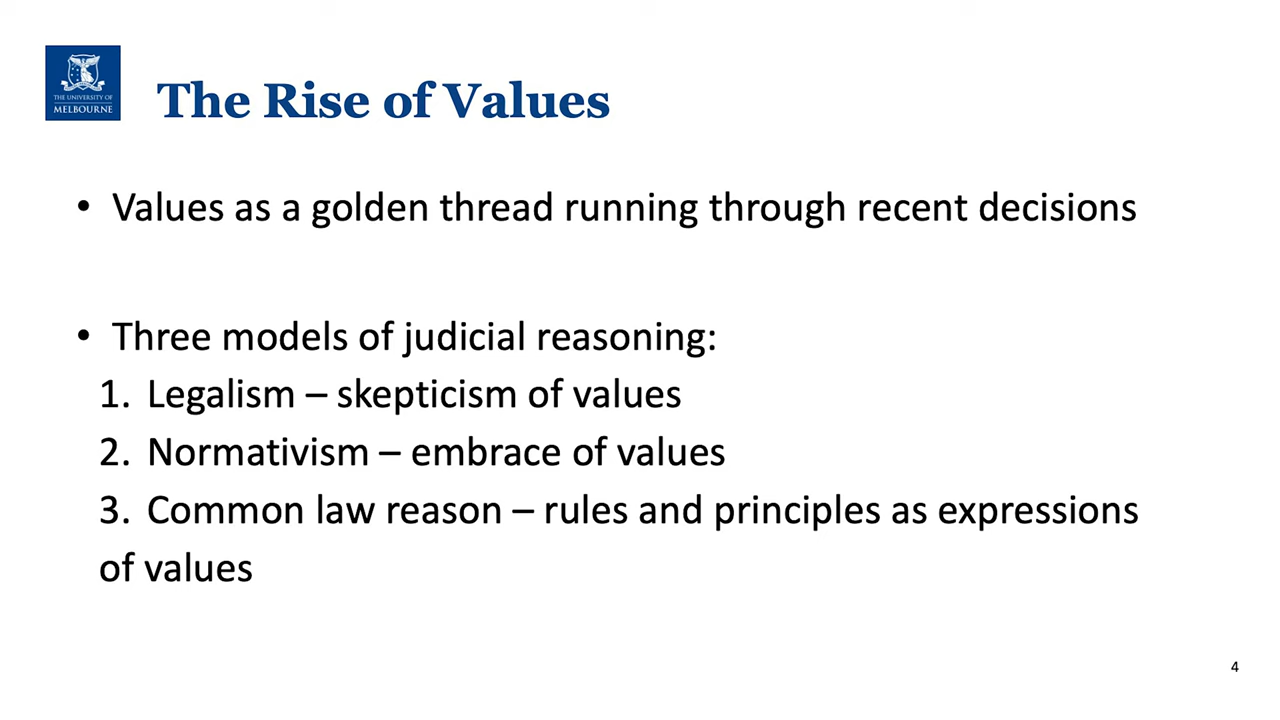 THE UNIVERSITY OF
MELBOURNE
The Rise of Values
• Values as a golden thread running through recent decisions
• Three models of judicial reasoning:
1. Legalism – skepticism of values
2. Normativism – embrace of values
3. Common law reason – rules and principles as expressions
of values
4